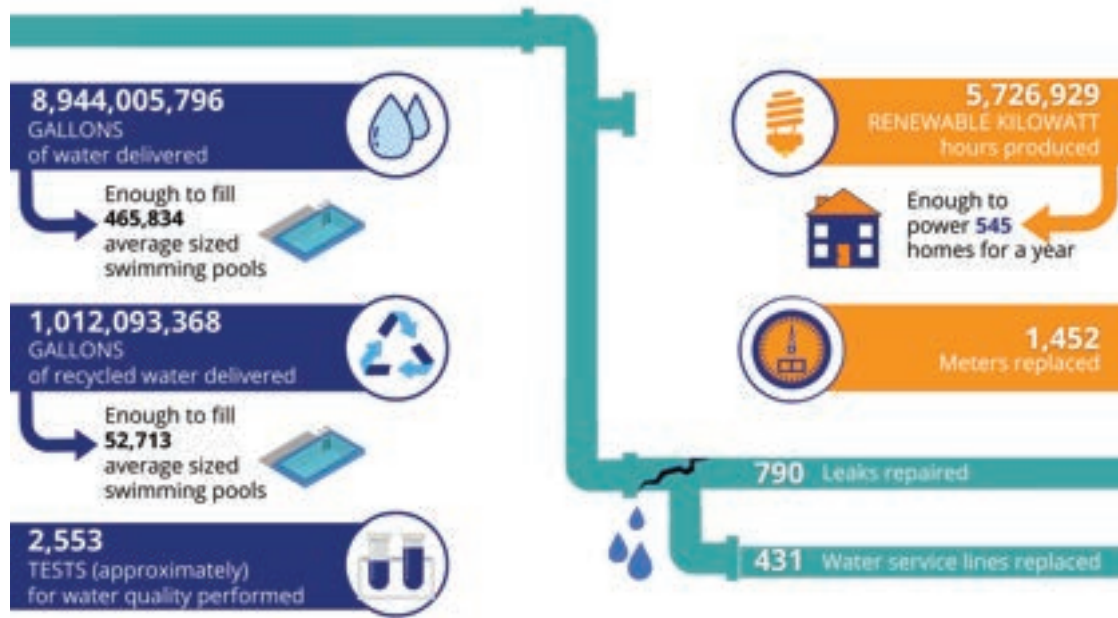 8,944,005,796
GALLONS
of water delivered
Enough to fill
465,834
average sized
swimming pools
1,012,093,368
GALLONS
of recycled water delivered
Enough to fill
52,713
average sized
swimming pools
2,553
TESTS (approximately)
for water quality performed
5,726,929
RENEWABLE KILOWATT
hours produced
Enough to
power 545
homes for a year
1,452
Meters replaced
790 Leaks repaired
431 Water service lines replaced